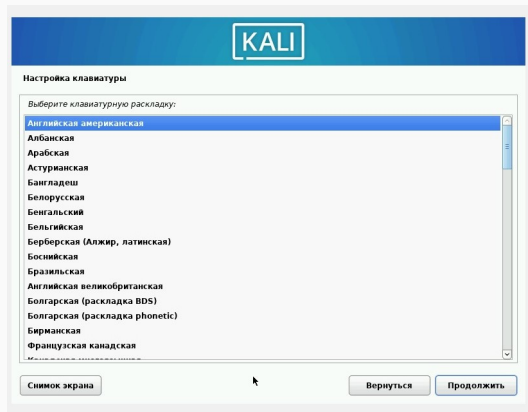 KALI
Настройка клавиатуры
Выберите клавиатурную раскладку:
Английская американская
Албанская
Арабская
Астурианская
Бангладеш
Белорусская
Бенгальский
Бельгийская
Берберская (Алжир, латинская)
Боснийская
Бразильская
Английская великобританская
Болгарская (раскладка BDS)
Болгарская (раскладка phonetic)
Бирманская
Французская канадская
Снимок экрана
Вернуться
Продолжить